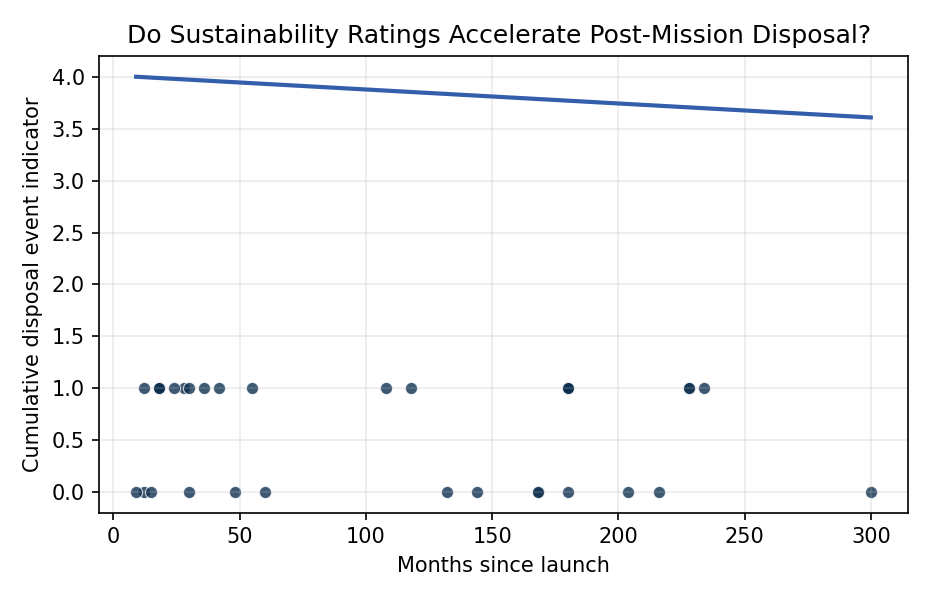 Do Sustainability Ratings Accelerate Post-Mission Disposal?
Cumulative disposal event indicator
4.0
3.5
3.0
2.5
2.0
1.5
1.0
0.5
0.0
0 50 100 150 200 250 300
Months since launch